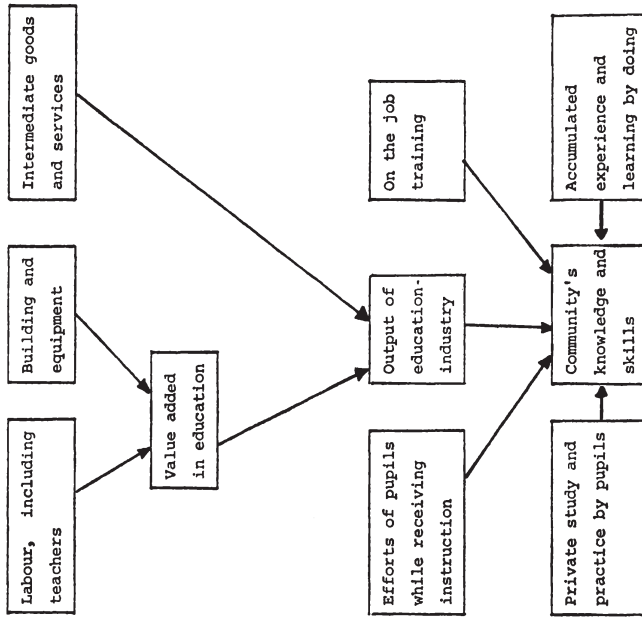 Labour, including
teachers
Building and
equipment
Intermediate goods
and services
Value added
in education
Efforts of pupils
while receiving
instruction
Output of
education-
industry
On the job
training
Private study and
practice by pupils
Community's
knowledge and
skills
Accumulated
experience and
learning by doing